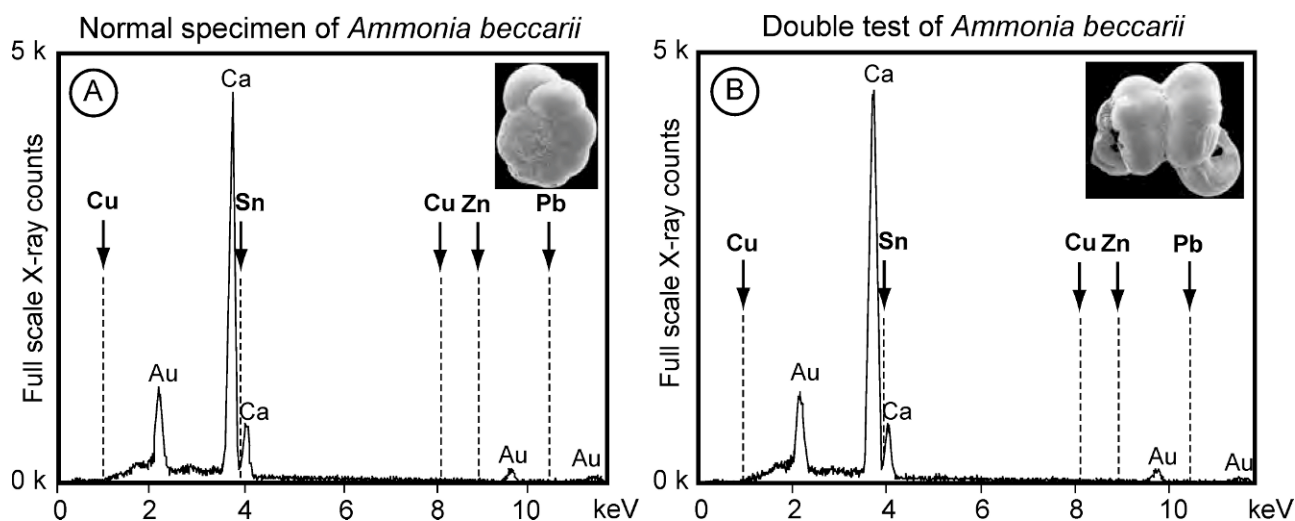 Normal specimen of Ammonia beccarii
5 k
A
Ca
Cu
Sn
Cu
Zn
Pb
Au
Ca
Au
Au
0 k
0
2
4
6
8
10
keV
Full scale X-ray counts
Double test of Ammonia beccarii
5 k
B
Ca
Cu
Sn
Cu
Zn
Pb
Au
Ca
Au
Au
0 k
0
2
4
6
8
10
keV
Full scale X-ray counts